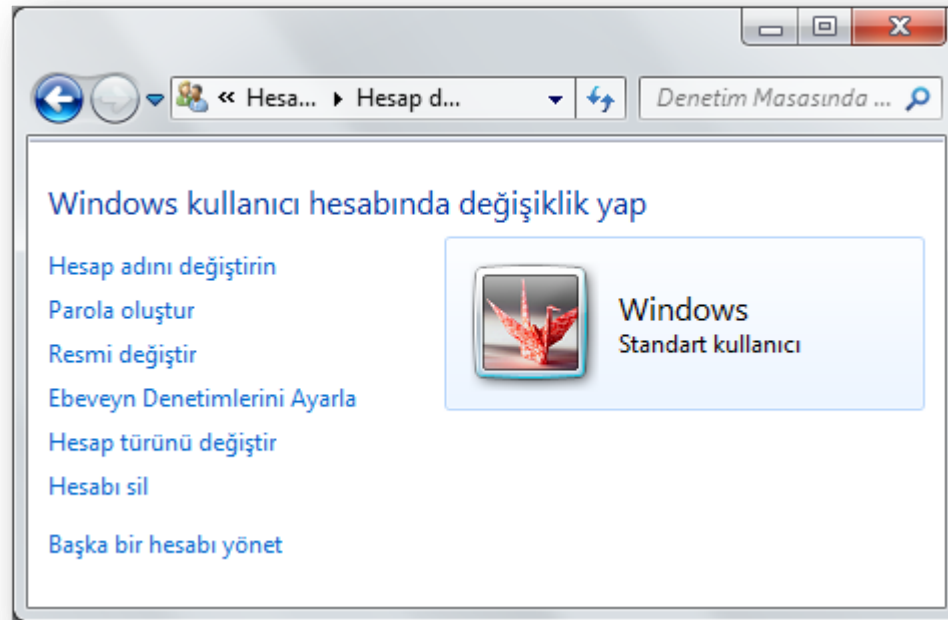 « Hesa... Hesap d... Denetim Masasında ...
Windows kullanıcı hesabında değişiklik yap
Hesap adını değiştirin
Parola oluştur
Resmi değiştir
Ebeveyn Denetimlerini Ayarla
Hesap türünü değiştir
Hesabı sil
Başka bir hesabı yönet
Windows
Standart kullanıcı